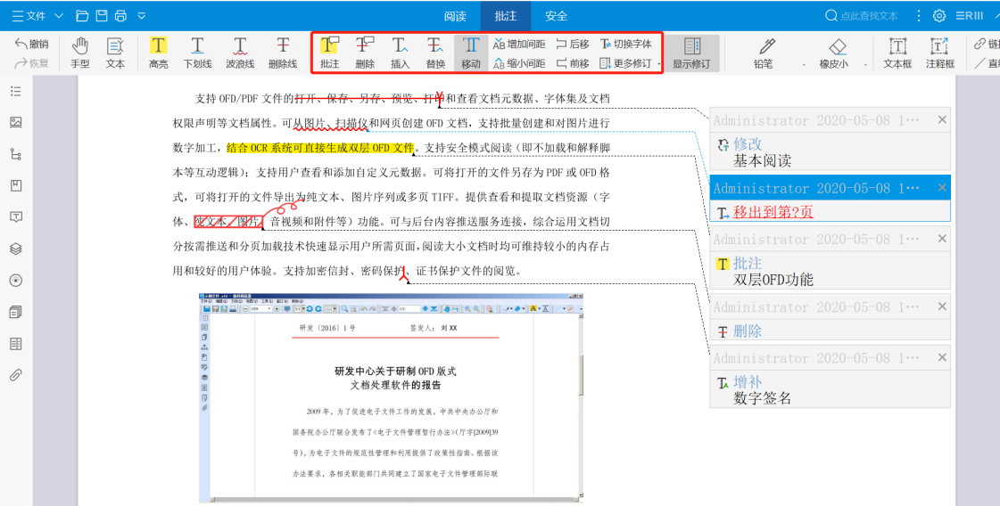 文件
阅读
批注
安全
点此查找文本
撤销
恢复
手型
文本
高亮
下划线
波浪线
删除线
批注
删除
插入
替换
移动
增加间距
缩小间距
后移
前移
切换字体
更多修订
显示修订
铅笔
橡皮小
文本框
注释框
支持 OFD/PDF 文件的打开、保存、另存、预览、打印和查看文档元数据、字体集及文档
权限声明等文档属性。可从图片、扫描仪和网页创建 OFD 文档，支持批量创建和对图片进行
数字加工，结合 OCR 系统可直接生成双层 OFD 文件。支持安全模式阅读（即不加载和解释脚
本等互动逻辑）；支持用户查看和添加自定义元数据。可将打开的文件另存为 PDF 或 OFD 格
式，可将打开的文件导出为纯文本、图片序列或多页 TIFF。提供查看和提取文档资源（字
体、纯文本、图片、音视频和附件等）功能。可与后台内容推送服务连接，综合运用文档切
分按需推送和分页加载技术快速显示用户所需页面，阅读大小文档时均可维持较小的内存占
用和较好的用户体验。支持加密信封、密码保护、证书保护文件的阅览。
研发〔2016〕1 号
签发人：刘 XX
研发中心关于研制 OFD 版式
文档处理软件的报告
2009 年，为了促进电子文件工作的发展，中共中央办公厅和
国务院办公厅联合发布了《电子文件管理暂行办法》（厅字[2009]39
号），为电子文件的规范性管理和利用提供了政策性指南。根据该
办法要求，各相关职能部门共同建立了国家电子文件管理部际联
Administrator 2020-05-08 1···
修改
基本阅读
Administrator 2020-05-08 1···
移出到第?页
Administrator 2020-05-08 1···
批注
双层OFD功能
Administrator 2020-05-08 1···
删除
Administrator 2020-05-08 1···
增补
数字签名